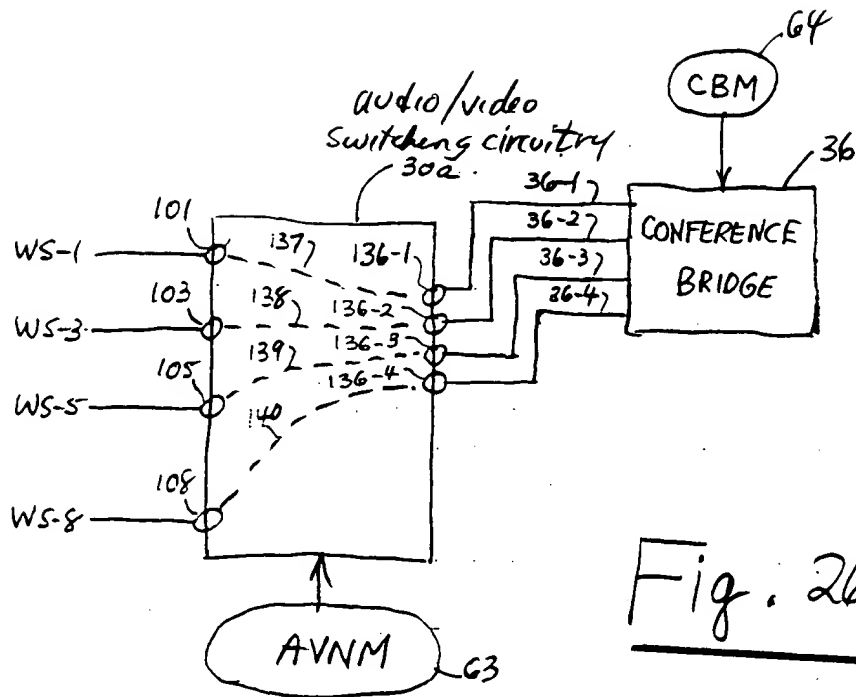 64
CBM
audio/video
switching circuitry
30a
36
36-1
36-2
36-3
36-4
CONFERENCE
BRIDGE
101
137
136-1
WS-1
103
138
136-2
WS-3
136-3
105
139
136-4
WS-5
140
108
WS-8
AVNM
63
Fig. 26